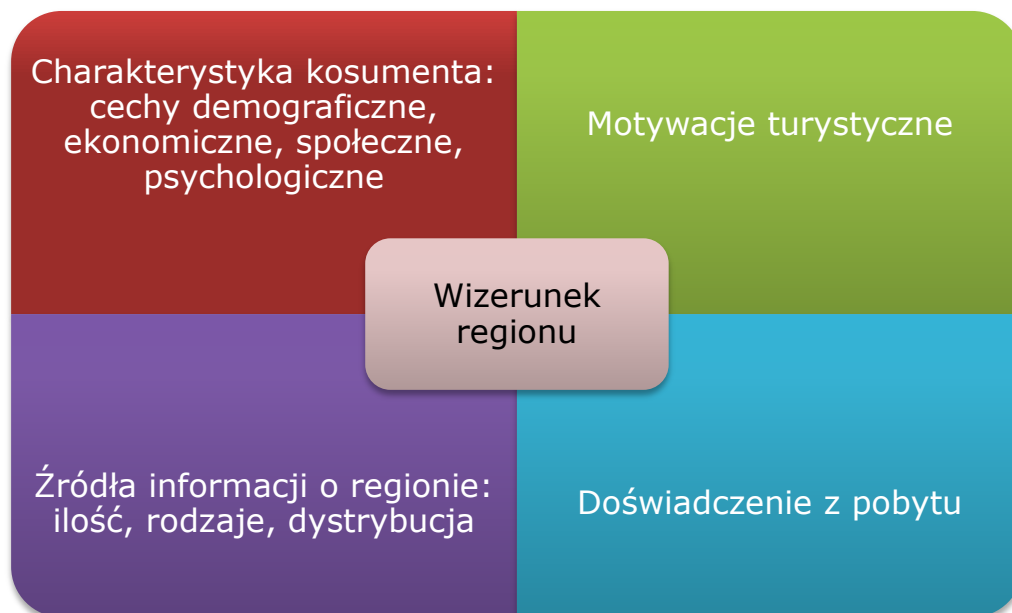 Charakterystyka kosumenta:
cechy demograficzne,
ekonomiczne, społeczne,
psychologiczne
Motywacje turystyczne
Wizerunek
regionu
Źródła informacji o regionie:
ilość, rodzaje, dystrybucja
Doświadczenie z pobytu